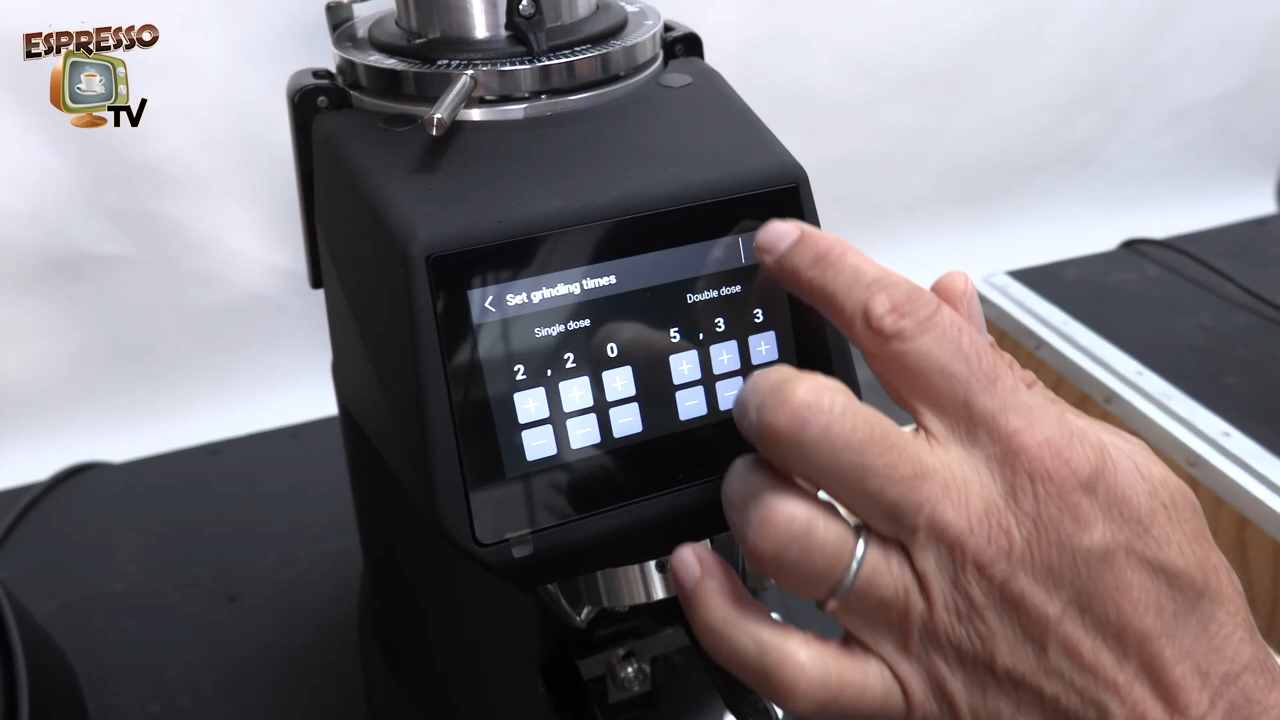 ESPRESSO
TV
Set grinding times
Single dose
Double dose
2 , 2 0
5 , 3 3